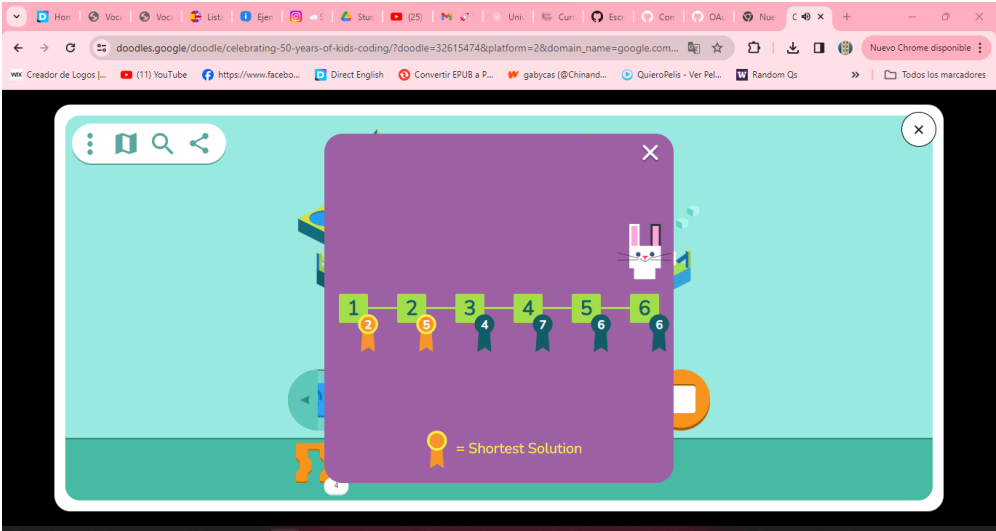 Hor
Voca
Voca
Lista
Ejen
Stuc
(25)
Univ
Curs
Escr
Con
OAu
Nue
doodles.google/doodle/celebrating-50-years-of-kids-coding/?doodle=32615474&platform=2&domain_name=google.com...
Nuevo Chrome disponible
WIX Creador de Logos |...
(11) YouTube
https://www.facebo...
Direct English
Convertir EPUB a P...
gabycas (@Chinand...
QuieroPelis - Ver Pel...
W Random Qs
»
Todos los marcadores
1 2 3 4 5 6
2 5 4 7 6 6
= Shortest Solution
4